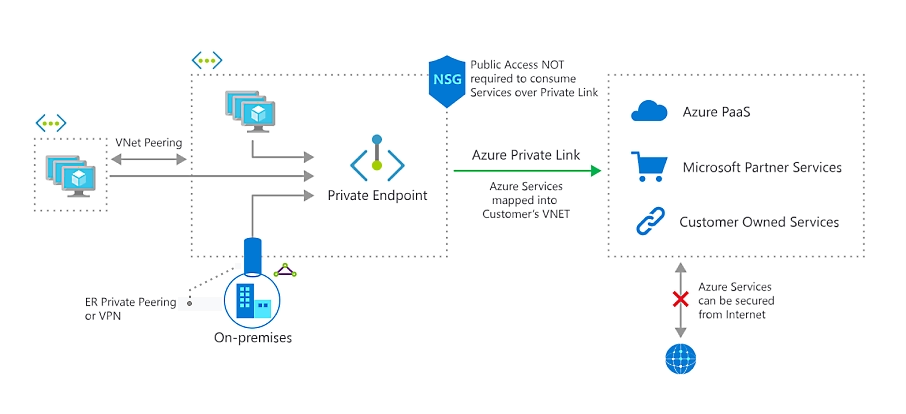 NSG
Public Access NOT
required to consume
Services over Private Link
VNet Peering
Azure PaaS
Azure Private Link
Microsoft Partner Services
Private Endpoint
Azure Services
mapped into
Customer's VNET
Customer Owned Services
ER Private Peering
or VPN
On-premises
Azure Services
can be secured
from Internet